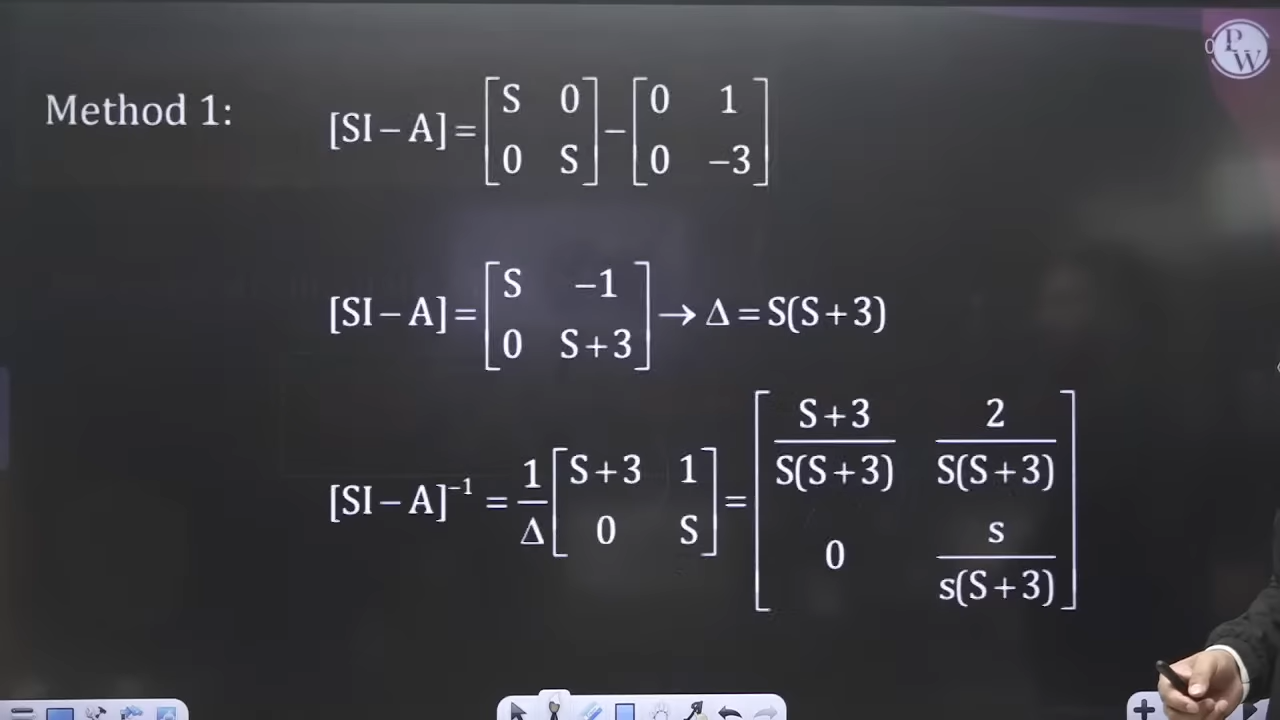 PW
Method 1: [SI – A] = [S 0; 0 S] – [0 1; 0 –3]
[SI – A] = [S –1; 0 S+3] → Δ = S(S+3)
[SI – A]⁻¹ = 1/Δ [S+3 1; 0 S] = [S+3/S(S+3) 2/S(S+3); 0 s/s(S+3)]